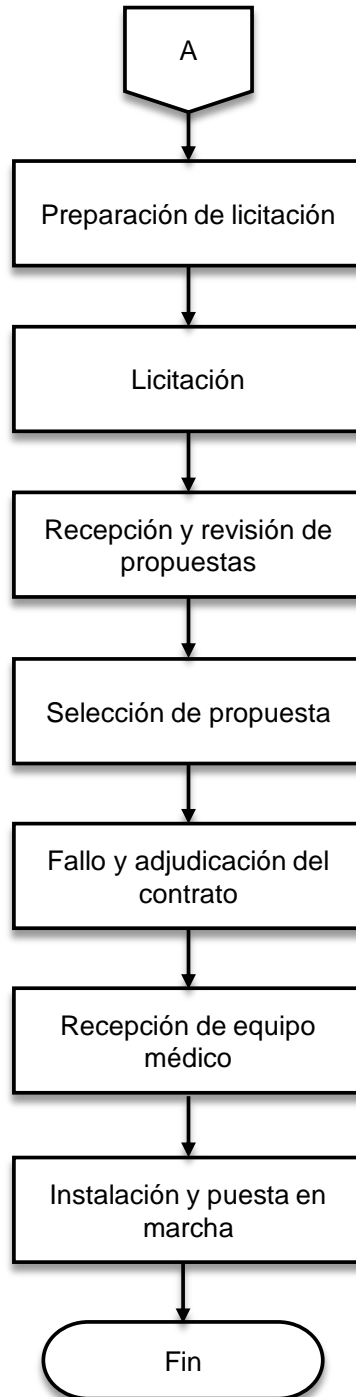 A
Preparación de licitación
Licitación
Recepción y revisión de
propuestas
Selección de propuesta
Fallo y adjudicación del
contrato
Recepción de equipo
médico
Instalación y puesta en
marcha
Fin